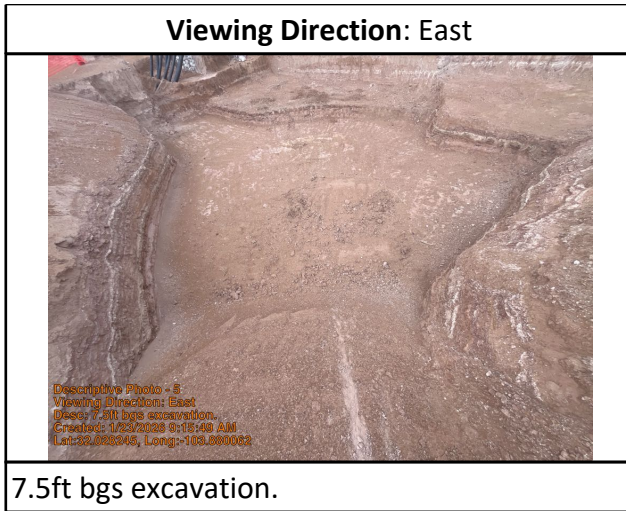 Viewing Direction: East
Descriptive Photo - 5
Viewing Direction: East
Desc: 7.5ft bgs excavation.
Created: 1/23/2026 9:15:49 AM
7.5ft bgs excavation.